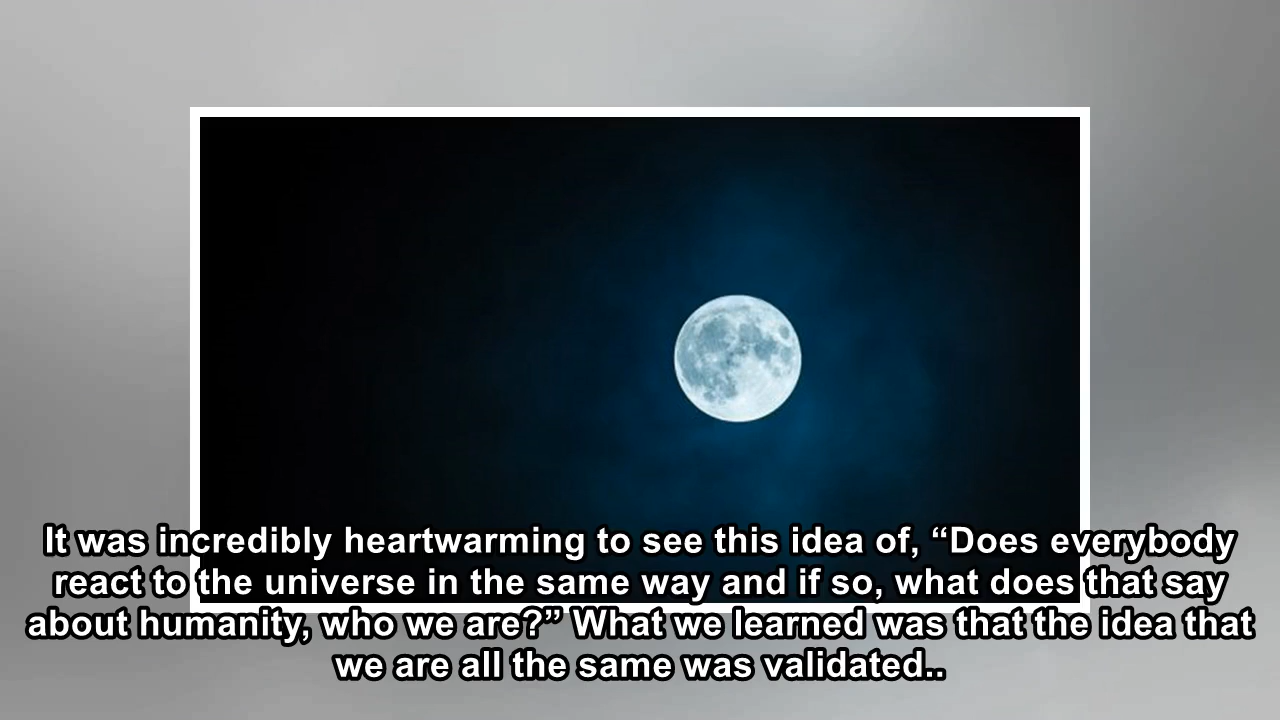 It was incredibly heartwarming to see this idea of, “Does everybody
react to the universe in the same way and if so, what does that say
about humanity, who we are?” What we learned was that the idea that
we are all the same was validated..